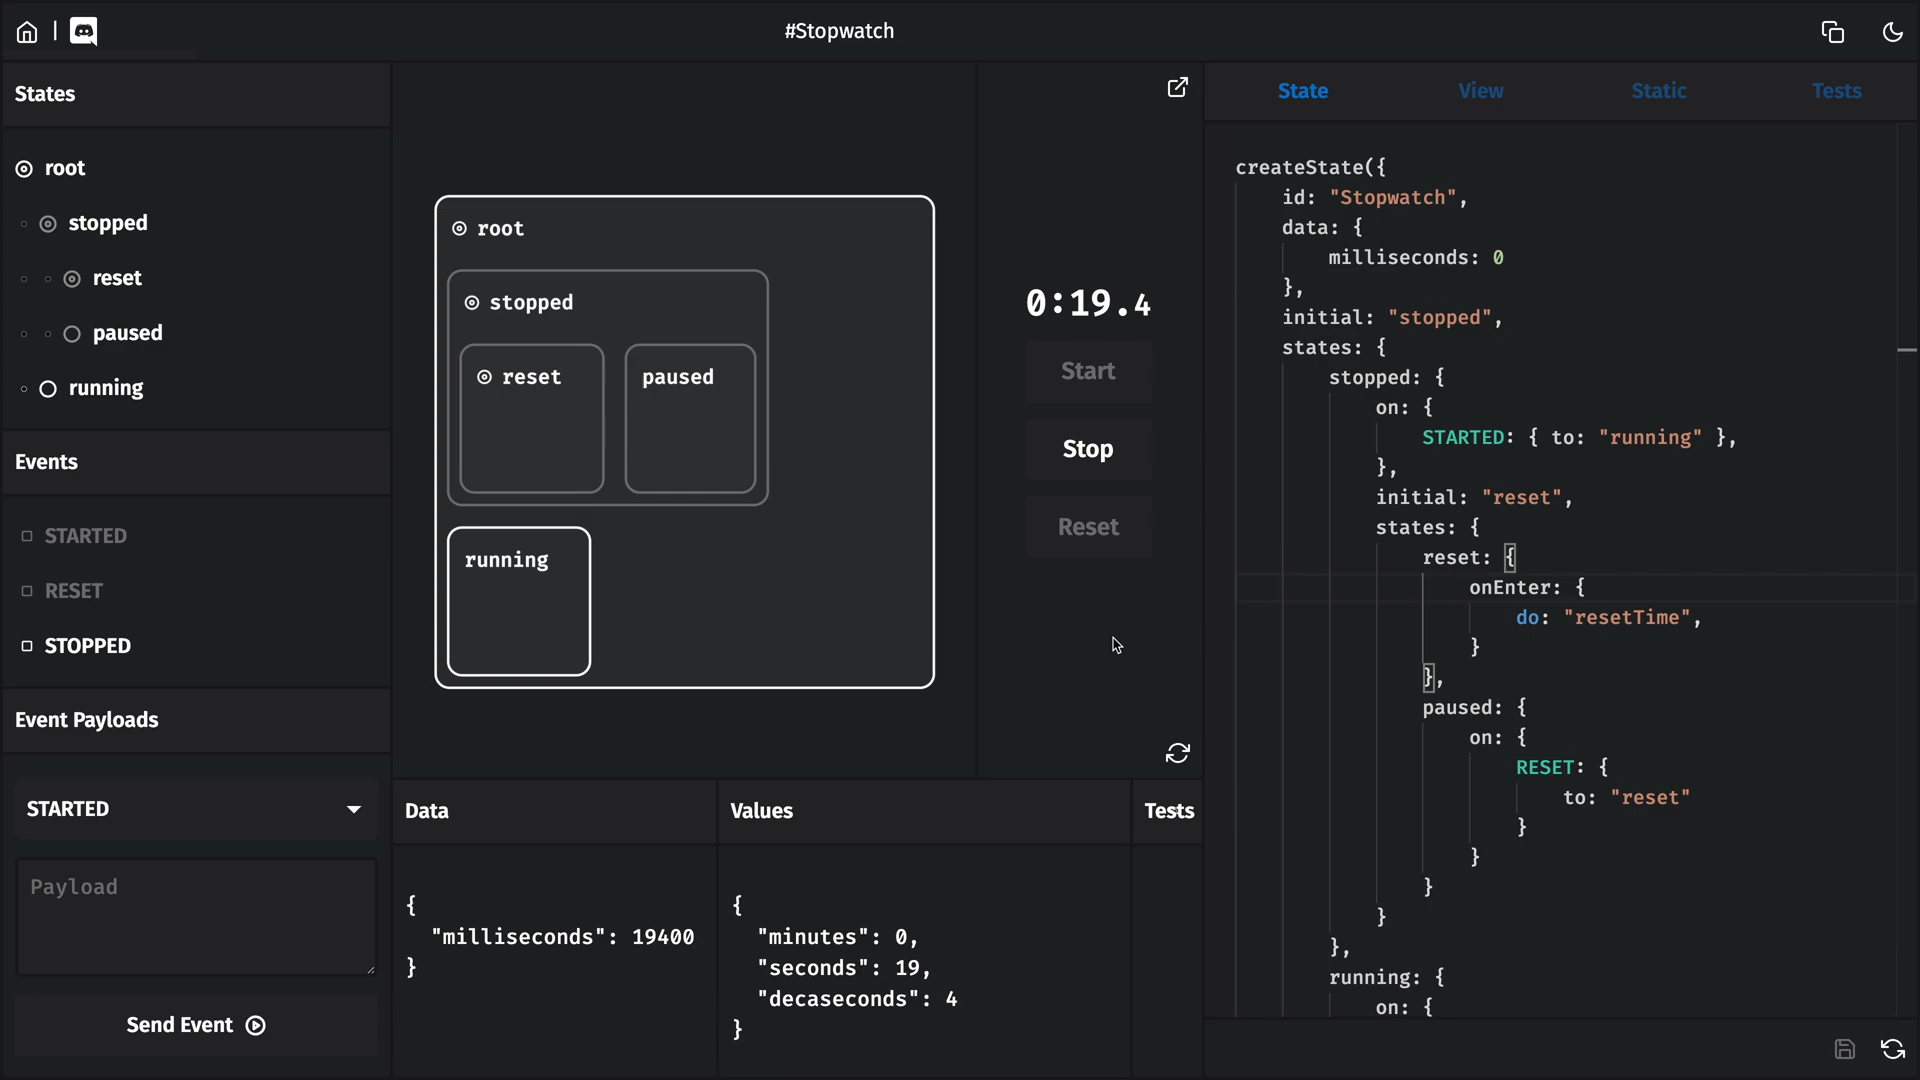 #Stopwatch
States
root
stopped
reset
paused
running
Events
STARTED
RESET
STOPPED
Event Payloads
STARTED
Payload
Send Event
root
stopped
reset
paused
running
0:19.4
Start
Stop
Reset
Data
{
"milliseconds": 19400
}
Values
{
"minutes": 0,
"seconds": 19,
"decaseconds": 4
}
Tests
State View Static Tests
createState({
id: "Stopwatch",
data: {
milliseconds: 0
},
initial: "stopped",
states: {
stopped: {
on: {
STARTED: { to: "running" },
},
initial: "reset",
states: {
reset: {
onEnter: {
do: "resetTime",
}
},
paused: {
on: {
RESET: {
to: "reset"
}
}
}
}
},
running: {
on: {